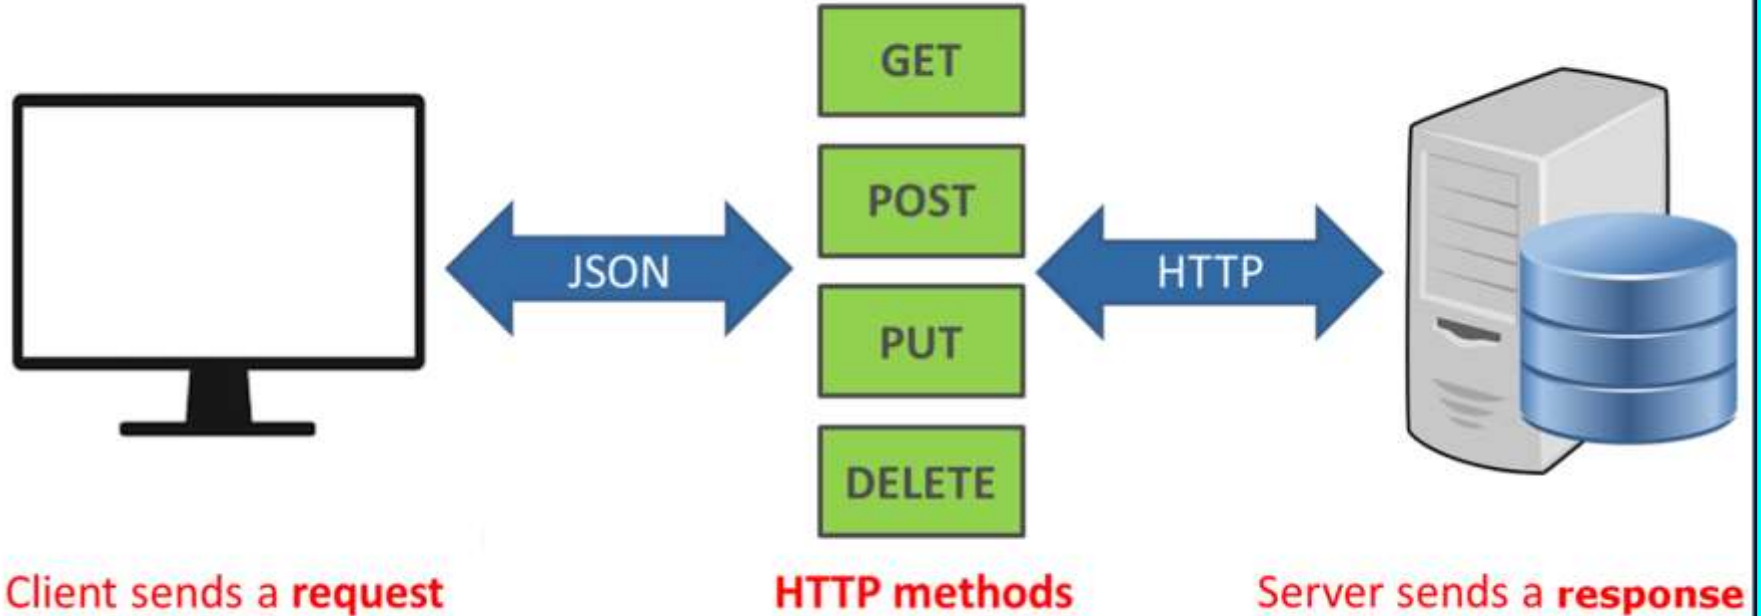 GET
POST
JSON
HTTP
PUT
DELETE
Client sends a request
HTTP methods
Server sends a response